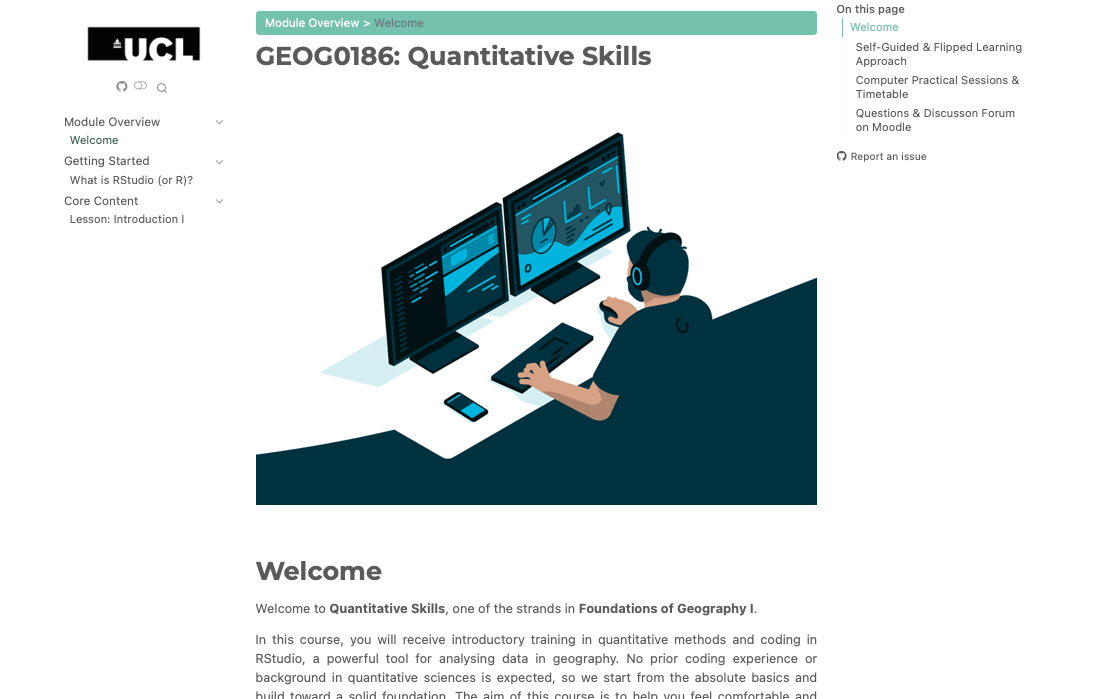 UCL
Module Overview
Welcome
Getting Started
What is RStudio (or R)?
Core Content
Lesson: Introduction I
Module Overview > Welcome
GEOG0186: Quantitative Skills
Welcome
Welcome to Quantitative Skills, one of the strands in Foundations of Geography I.
In this course, you will receive introductory training in quantitative methods and coding in
RStudio, a powerful tool for analysing data in geography. No prior coding experience or
background in quantitative sciences is expected, so we start from the absolute basics and
build toward a solid foundation. The aim of this course is to help you feel comfortable and
On this page
Welcome
Self-Guided & Flipped Learning
Approach
Computer Practical Sessions &
Timetable
Questions & Discusson Forum
on Moodle
Report an issue